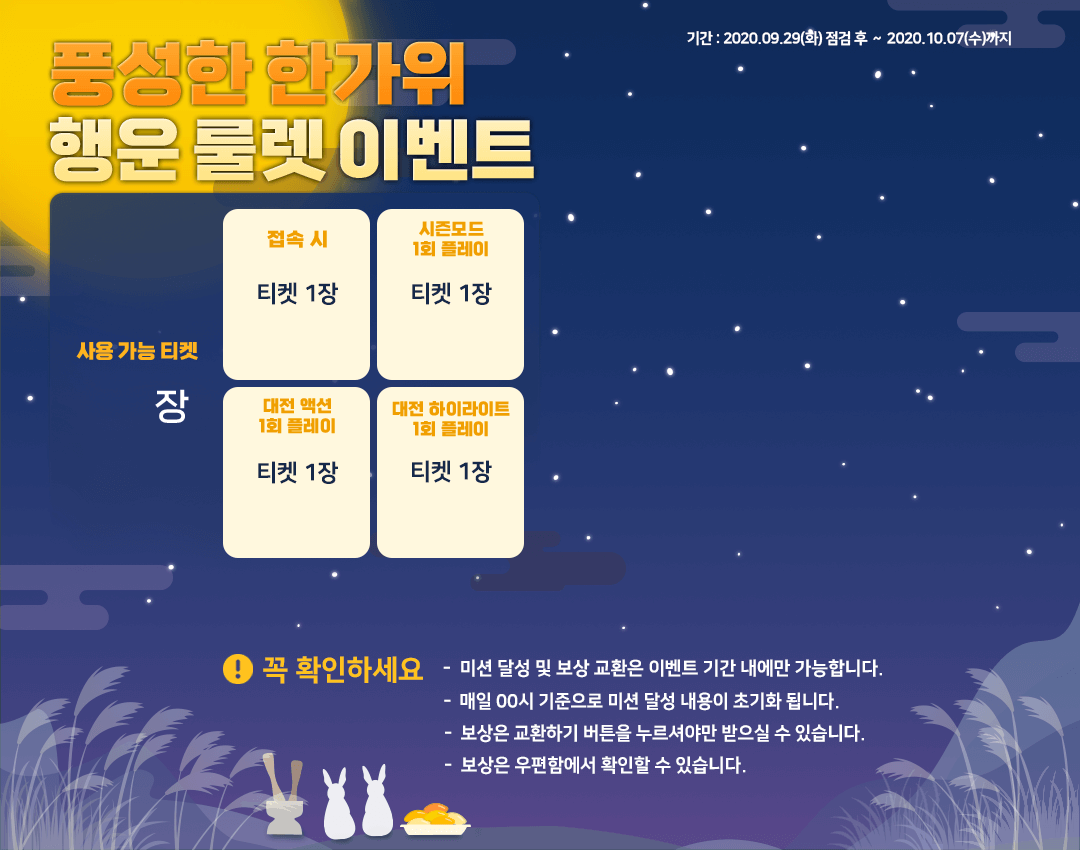 기간 : 2020.09.29(화) 점검 후 ~ 2020.10.07(수)까지
풍성한 한가위
행운 룰렛 이벤트
접속 시
티켓 1장
시즌모드
1회 플레이
티켓 1장
사용 가능 티켓
장
대전 액션
1회 플레이
티켓 1장
대전 하이라이트
1회 플레이
티켓 1장
! 꼭 확인하세요
- 미션 달성 및 보상 교환은 이벤트 기간 내에만 가능합니다.
- 매일 00시 기준으로 미션 달성 내용이 초기화 됩니다.
- 보상은 교환하기 버튼을 누르셔야만 받으실 수 있습니다.
- 보상은 우편함에서 확인할 수 있습니다.